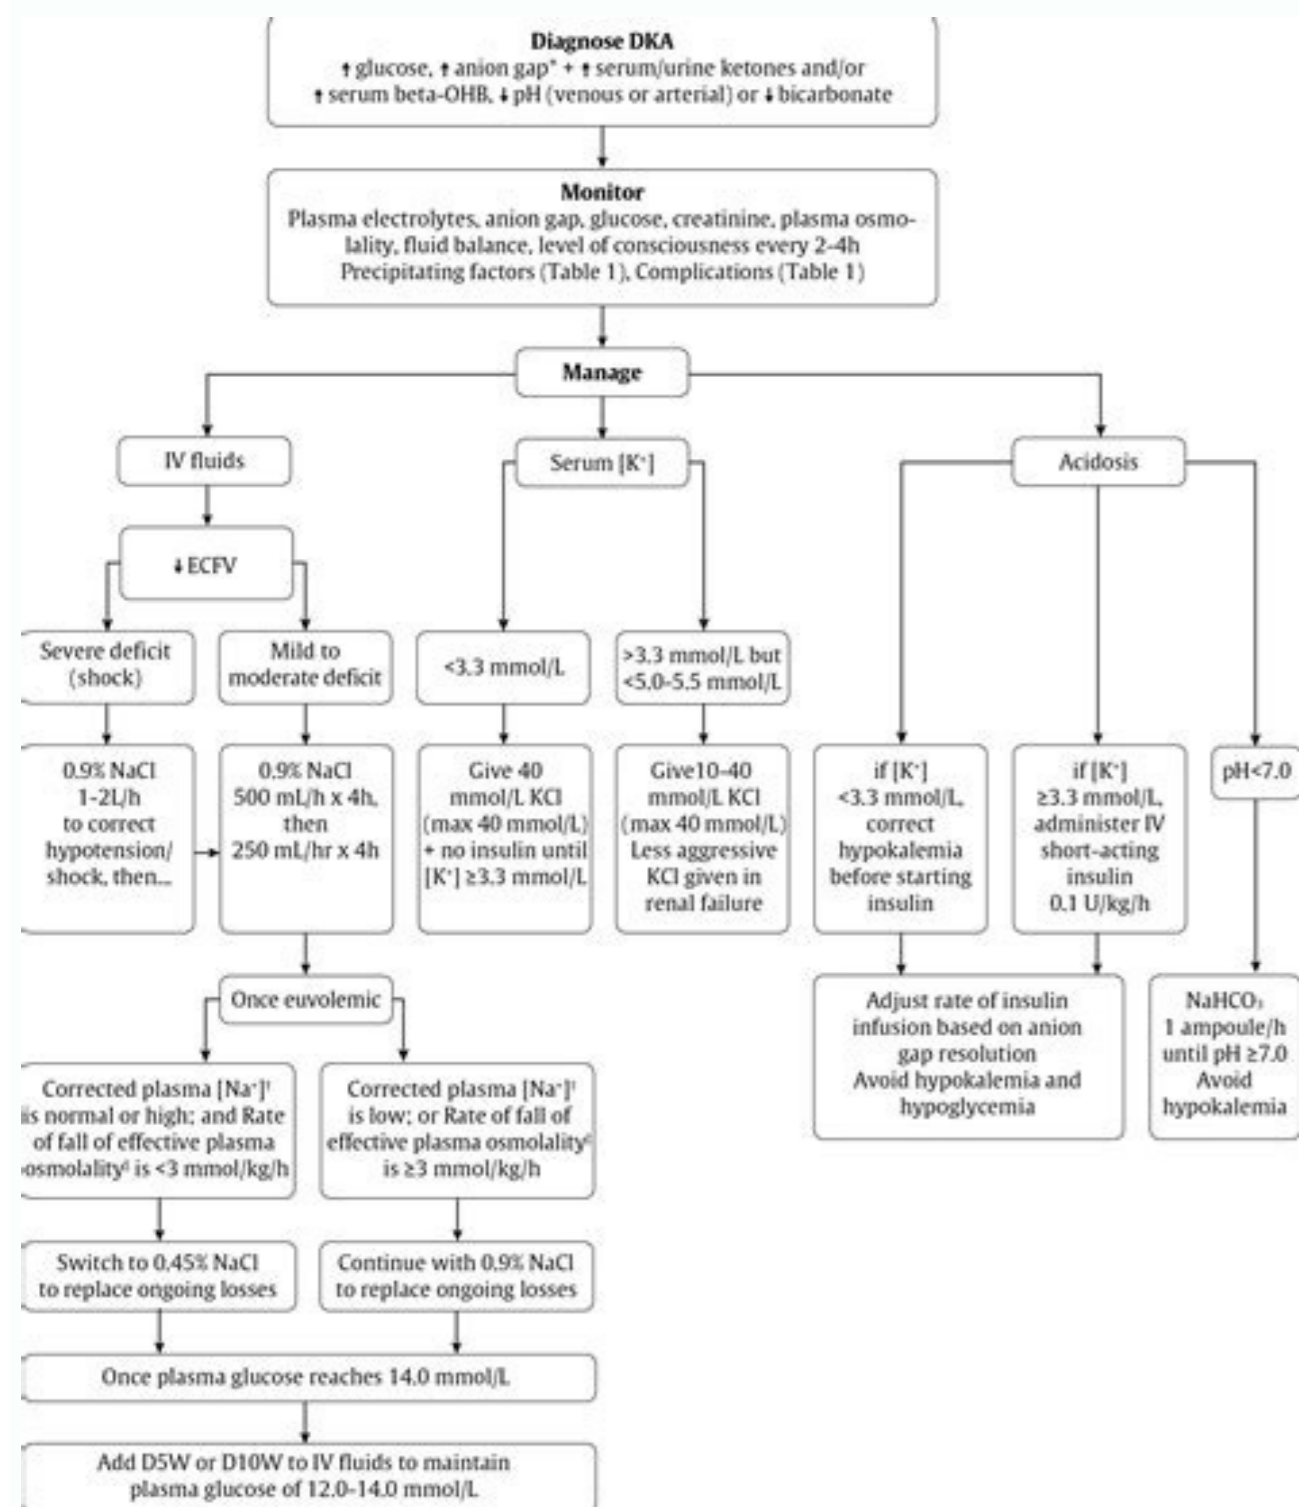 Diagnose DKA
↑ glucose, ↑ anion gap* + ↑ serum/urine ketones and/or
↑ serum beta-OHB, ↓ pH (venous or arterial) or ↓ bicarbonate
Monitor
Plasma electrolytes, anion gap, glucose, creatinine, plasma osmo-
lality, fluid balance, level of consciousness every 2-4h
Precipitating factors (Table 1), Complications (Table 1)
Manage
IV fluids
↓ ECFV
Severe deficit
(shock)
0.9% NaCl
1-2L/h
to correct
hypotension/
shock, then...
Mild to
moderate deficit
0.9% NaCl
500 mL/h x 4h,
then
250 mL/hr x 4h
Once euvolemic
Corrected plasma [Na⁺]†
is normal or high; and Rate
of fall of effective plasma
osmolality‡ is <3 mmol/kg/h
Switch to 0.45% NaCl
to replace ongoing losses
Corrected plasma [Na⁺]†
is low; or Rate of fall of
effective plasma osmolality‡
is ≥3 mmol/kg/h
Continue with 0.9% NaCl
to replace ongoing losses
Once plasma glucose reaches 14.0 mmol/L
Add D5W or D10W to IV fluids to maintain
plasma glucose of 12.0-14.0 mmol/L
Serum [K⁺]
<3.3 mmol/L
Give 40
mmol/L KCl
(max 40 mmol/L)
+ no insulin until
[K⁺] ≥3.3 mmol/L
>3.3 mmol/L but
<5.0-5.5 mmol/L
Give10-40
mmol/L KCl
(max 40 mmol/L)
Less aggressive
KCl given in
renal failure
Acidosis
if [K⁺]
<3.3 mmol/L,
correct
hypokalemia
before starting
insulin
if [K⁺]
≥3.3 mmol/L,
administer IV
short-acting
insulin
0.1 U/kg/h
Adjust rate of insulin
infusion based on anion
gap resolution
Avoid hypokalemia and
hypoglycemia
pH<7.0
NaHCO₃
1 ampoule/h
until pH ≥7.0
Avoid
hypokalemia